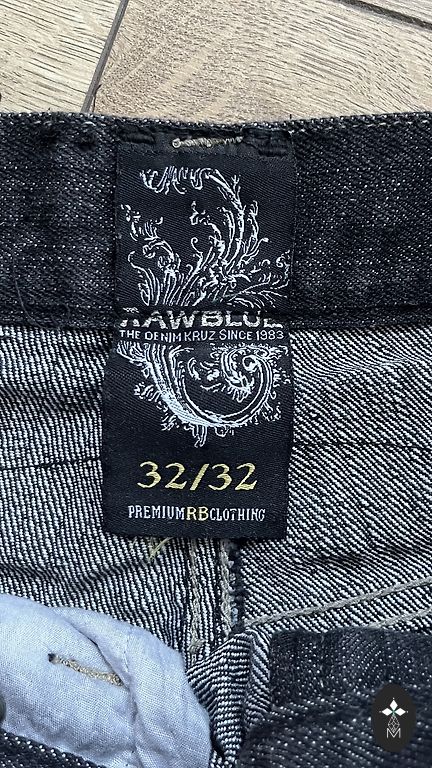 RAWBLUE
THE DENIM KRUZ SINCE 1983
32/32
PREMIUMRBCLOTHING